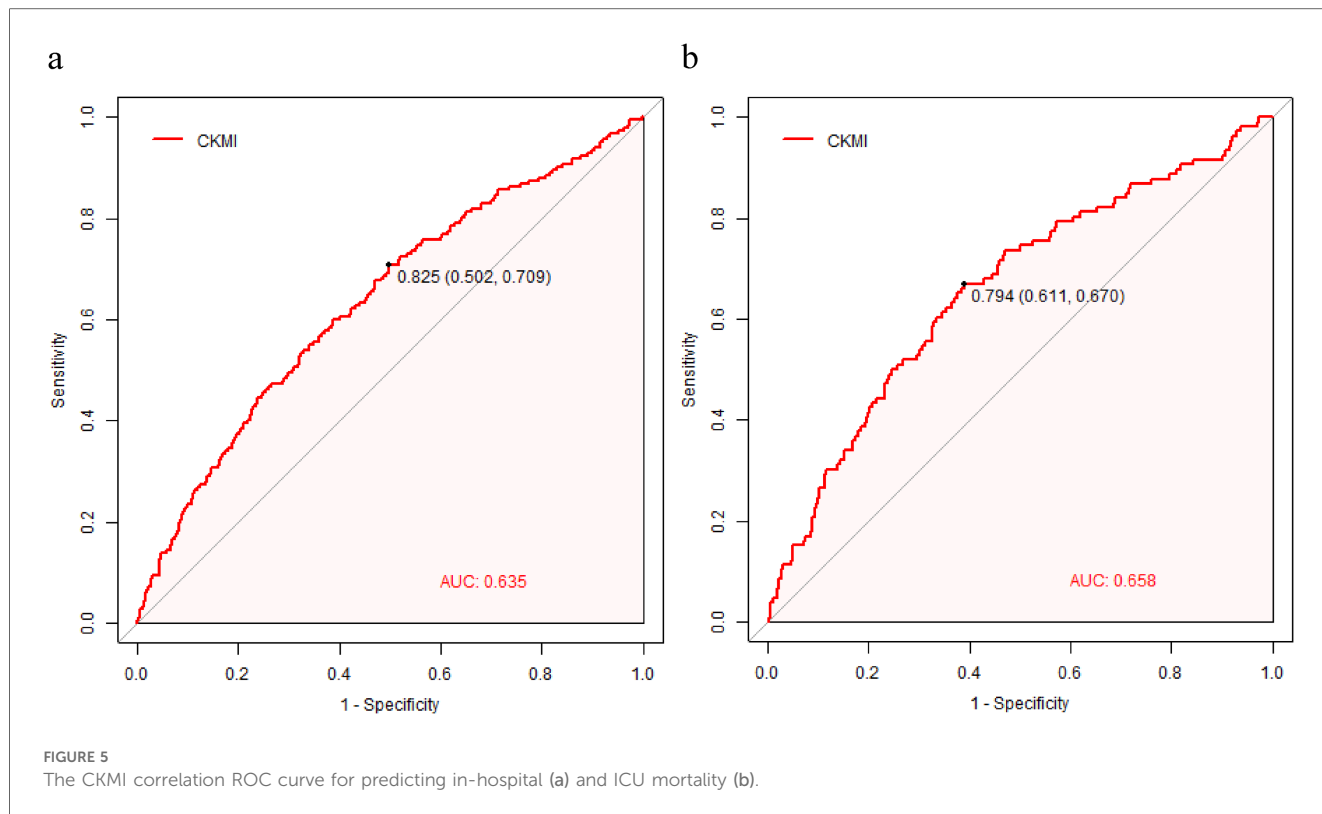 a
1.0
0.8
0.6
0.4
0.2
0.0
Sensitivity
CKMI
0.825 (0.502, 0.709)
AUC: 0.635
0.0 0.2 0.4 0.6 0.8 1.0
1 - Specificity
b
1.0
0.8
0.6
0.4
0.2
0.0
Sensitivity
CKMI
0.794 (0.611, 0.670)
AUC: 0.658
0.0 0.2 0.4 0.6 0.8 1.0
1 - Specificity
FIGURE 5
The CKMI correlation ROC curve for predicting in-hospital (a) and ICU mortality (b).